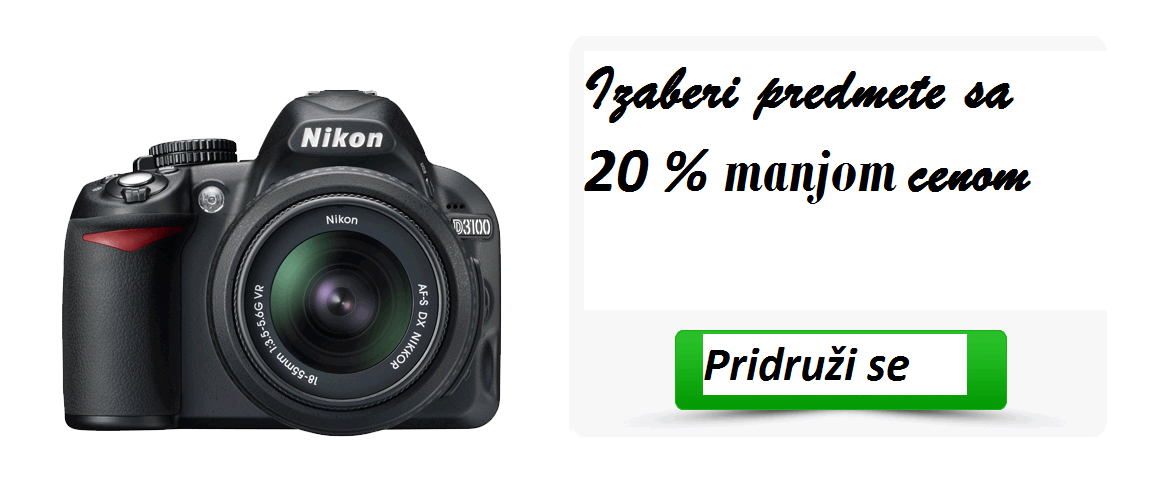 Nikon
D3100
Nikon
AF-S DX NIKKOR
18-55mm 1:3.5-5.6G VR
Izaberi predmete sa
20 % manjom cenom
Pridruži se